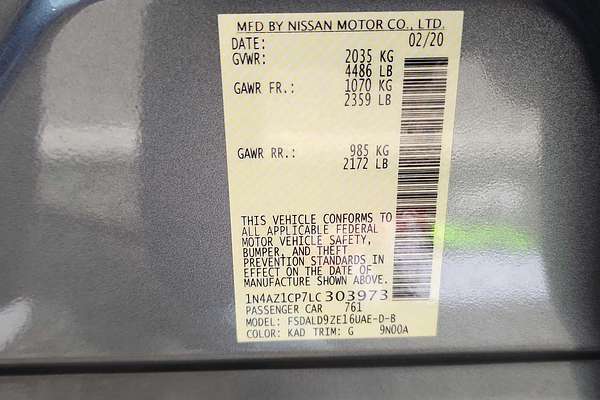 MFD BY NISSAN MOTOR CO., LTD.
DATE: 02/20
GVWR: 2035 KG
4486 LB
GAWR FR.: 1070 KG
2359 LB
GAWR RR.: 985 KG
2172 LB
THIS VEHICLE CONFORMS TO
ALL APPLICABLE FEDERAL
MOTOR VEHICLE SAFETY,
BUMPER, AND THEFT
PREVENTION STANDARDS IN
EFFECT ON THE DATE OF
MANUFACTURE SHOWN ABOVE.
1N4AZ1CP7LC303973
PASSENGER CAR 761
MODEL: FSDALD9ZE16UAE-D-B
COLOR: KAD TRIM: G 9N00A